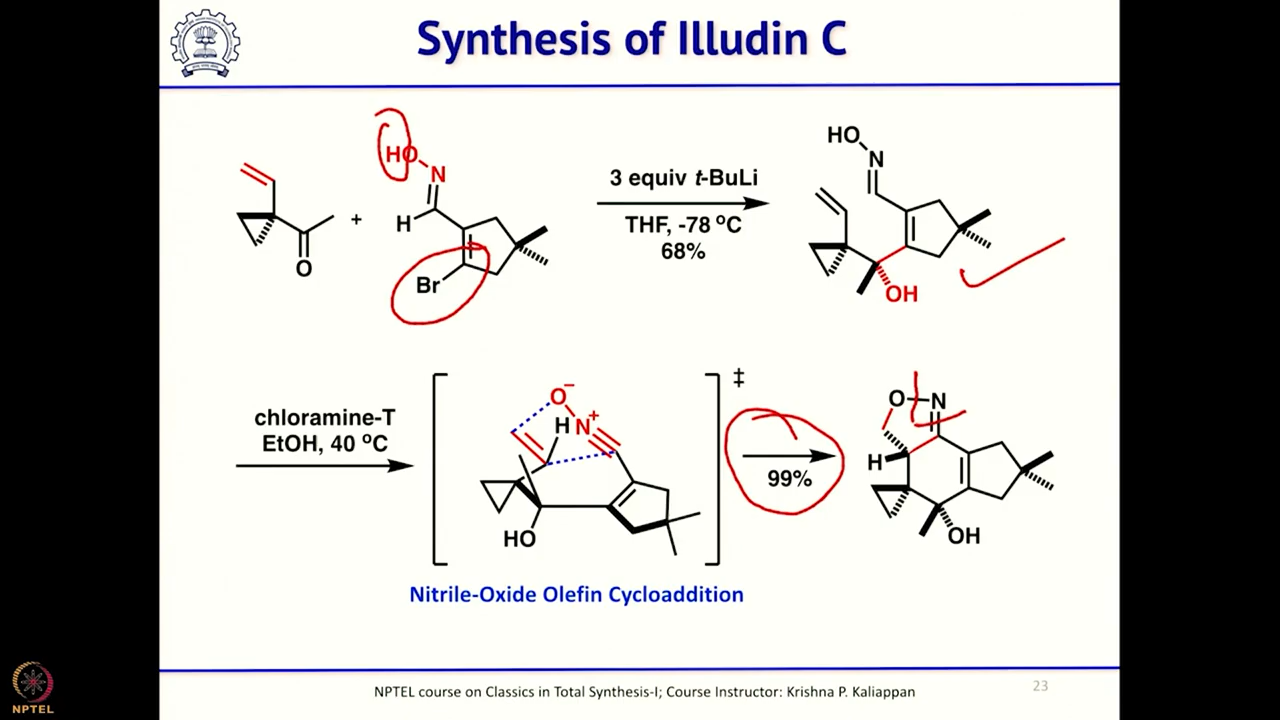 Synthesis of Illudin C
HO
N
H
Br
O
+
3 equiv t-BuLi
THF, -78 ºC
68%
HO
N
OH
chloramine-T
EtOH, 40 ºC
O–
H N+
HO
‡
99%
O N
H
OH
Nitrile-Oxide Olefin Cycloaddition
NPTEL course on Classics in Total Synthesis-I; Course Instructor: Krishna P. Kaliappan
23
NPTEL